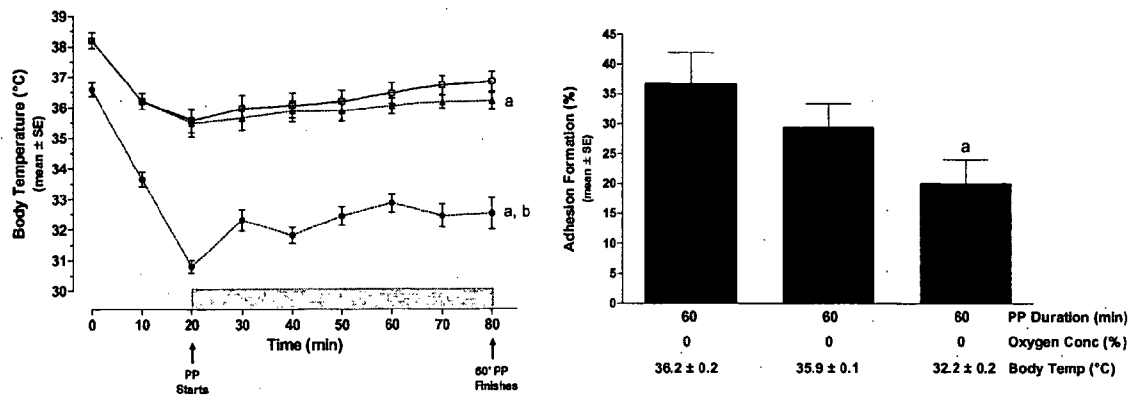 39
38
37
36
35
34
33
32
31
30
Body Temperature (°C)
(mean ± SE)
a
a, b
0 10 20 30 40 50 60 70 80
Time (min)
PP
Starts
60' PP
Finishes
45
40
35
30
25
20
15
10
5
0
Adhesion Formation (%)
(mean ± SE)
a
60 60 60 PP Duration (min)
0 0 0 Oxygen Conc (%)
36.2 ± 0.2 35.9 ± 0.1 32.2 ± 0.2 Body Temp (°C)